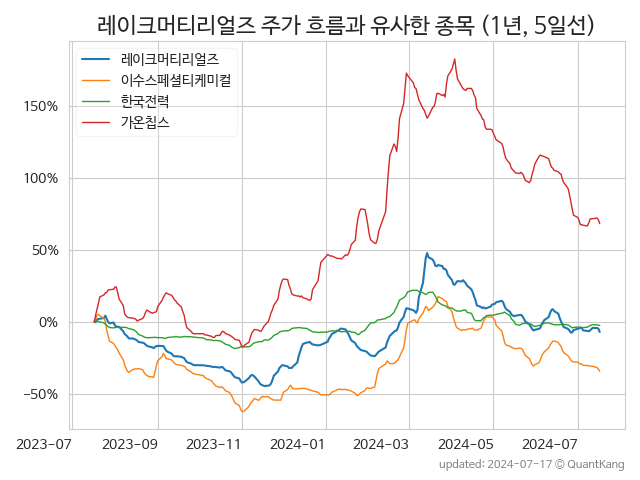 레이크머티리얼즈 주가 흐름과 유사한 종목 (1년, 5일선)
레이크머티리얼즈
이수스페셜티케미컬
한국전력
가온칩스
150%
100%
50%
0%
−50%
2023−07
2023−09
2023−11
2024−01
2024−03
2024−05
2024−07
updated: 2024-07-17 © QuantKang